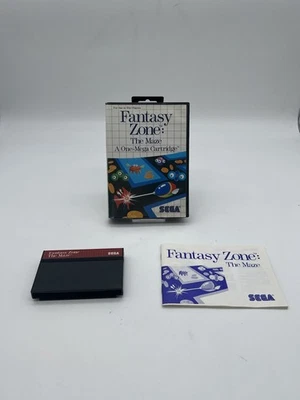 Fantasy
Zone:
The Maze
A One-Mega Cartridge
SEGA
Fantasy Zone
The Maze
SEGA
Fantasy Zone:
The Maze
SEGA